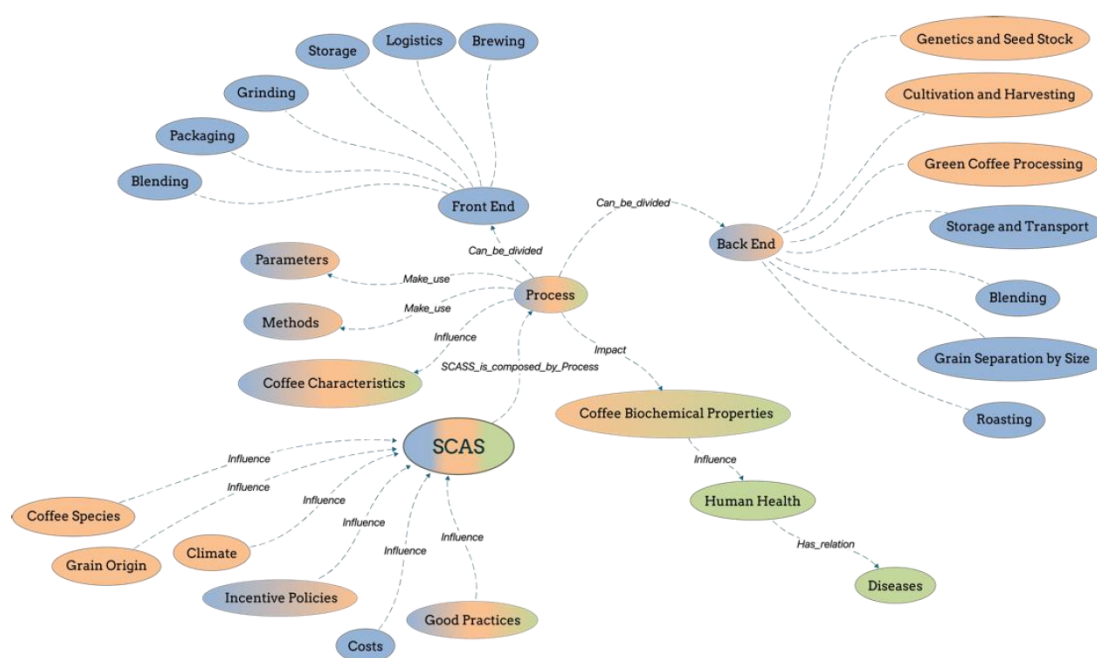 Genetics and Seed Stock
Brewing
Logistics
Storage
Grinding
Cultivation and Harvesting
Packaging
Green Coffee Processing
Blending
Front End
Can_be_divided
Storage and Transport
Back End
Can_be_divided
Parameters
Make_use
Process
Blending
Make_use
Methods
Influence
Impact
Grain Separation by Size
SCASS_is_composed_by_Process
Coffee Characteristics
Coffee Biochemical Properties
Roasting
SCAS
Influence
Influence
Influence
Human Health
Influence
Coffee Species
Influence
Influence
Influence
Has_relation
Climate
Grain Origin
Diseases
Incentive Policies
Good Practices
Costs